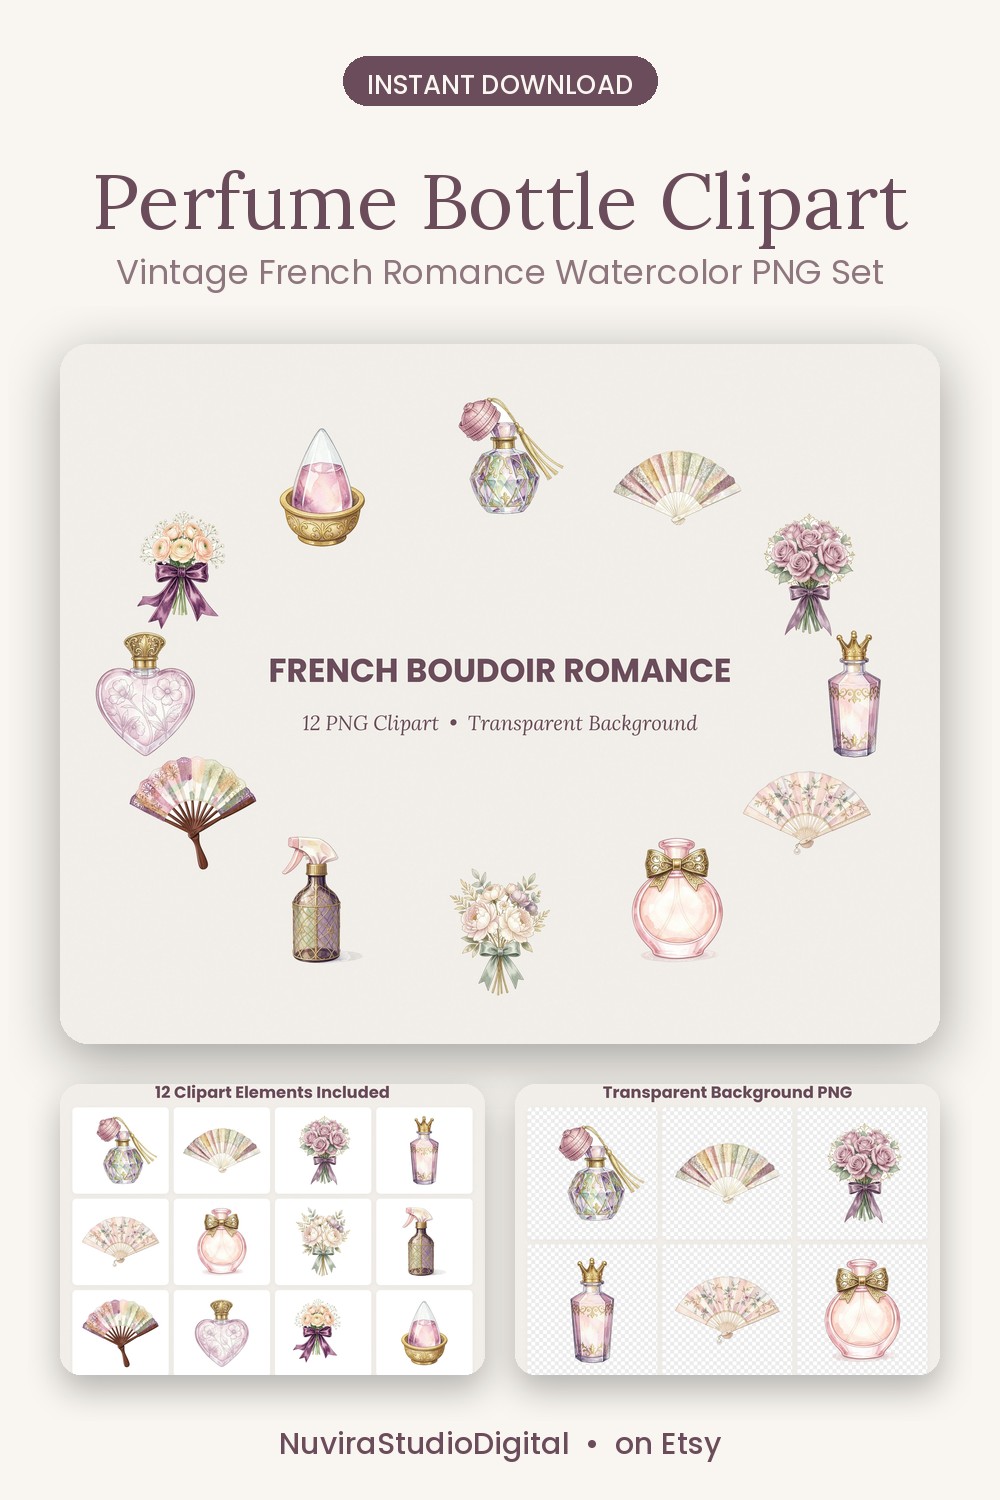 INSTANT DOWNLOAD
Perfume Bottle Clipart
Vintage French Romance Watercolor PNG Set
FRENCH BOUDOIR ROMANCE
12 PNG Clipart • Transparent Background
12 Clipart Elements Included
Transparent Background PNG
NuviraStudioDigital • on Etsy